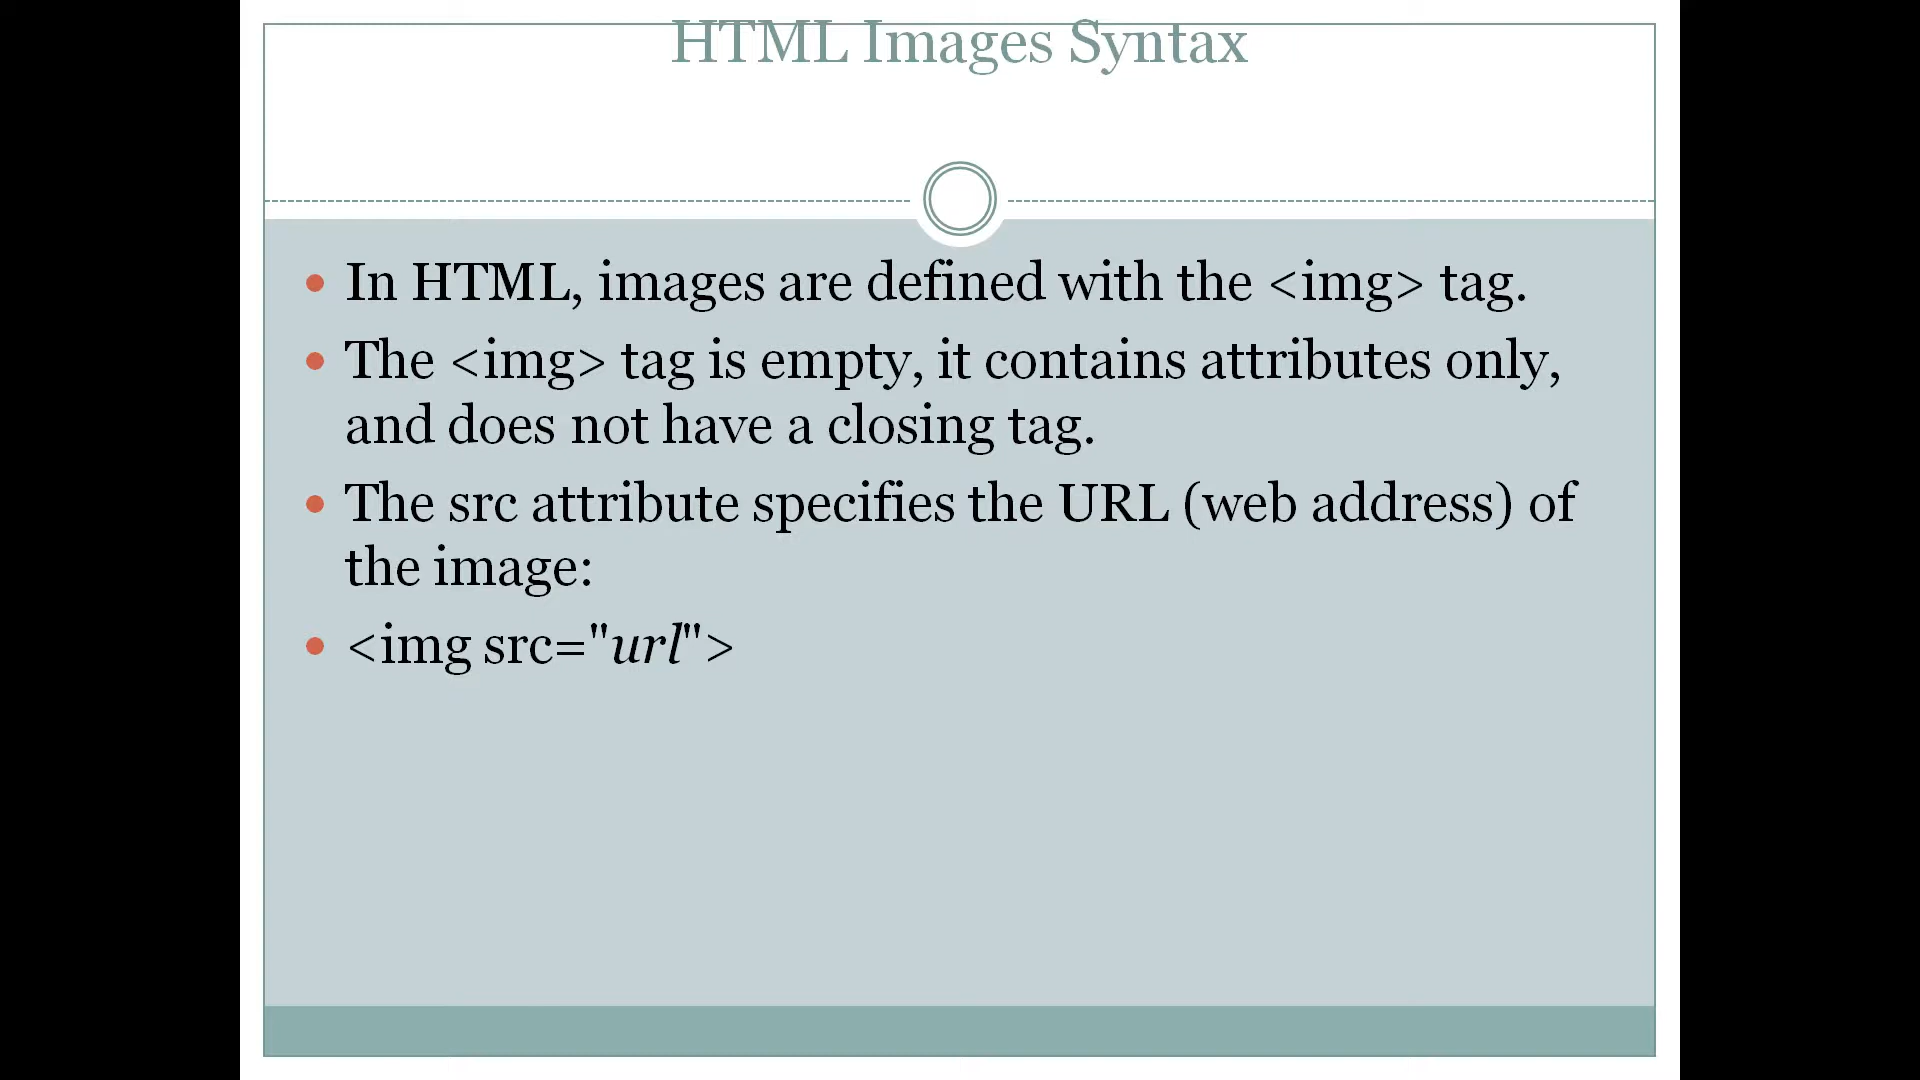 HTML Images Syntax
• In HTML, images are defined with the <img> tag.
• The <img> tag is empty, it contains attributes only,
and does not have a closing tag.
• The src attribute specifies the URL (web address) of
the image:
• <img src="url">